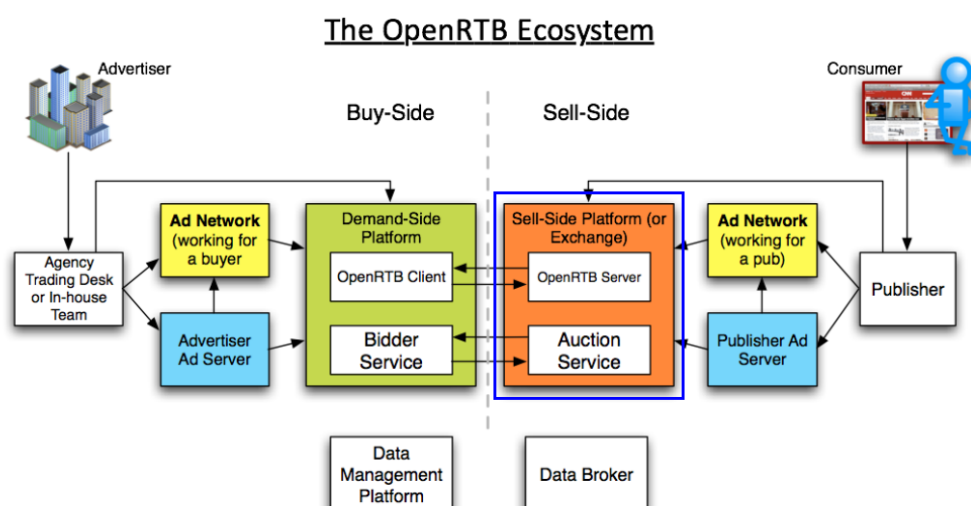 The OpenRTB Ecosystem
Advertiser
Consumer
Buy-Side
Sell-Side
CNN
Ad Network
(working for
a buyer
Demand-Side
Platform
Sell-Side Platform (or
Exchange)
Ad Network
(working for
a pub)
Agency
Trading Desk
or In-house
Team
OpenRTB Client
OpenRTB Server
Publisher
Advertiser
Ad Server
Bidder
Service
Auction
Service
Publisher Ad
Server
Data
Management
Platform
Data Broker